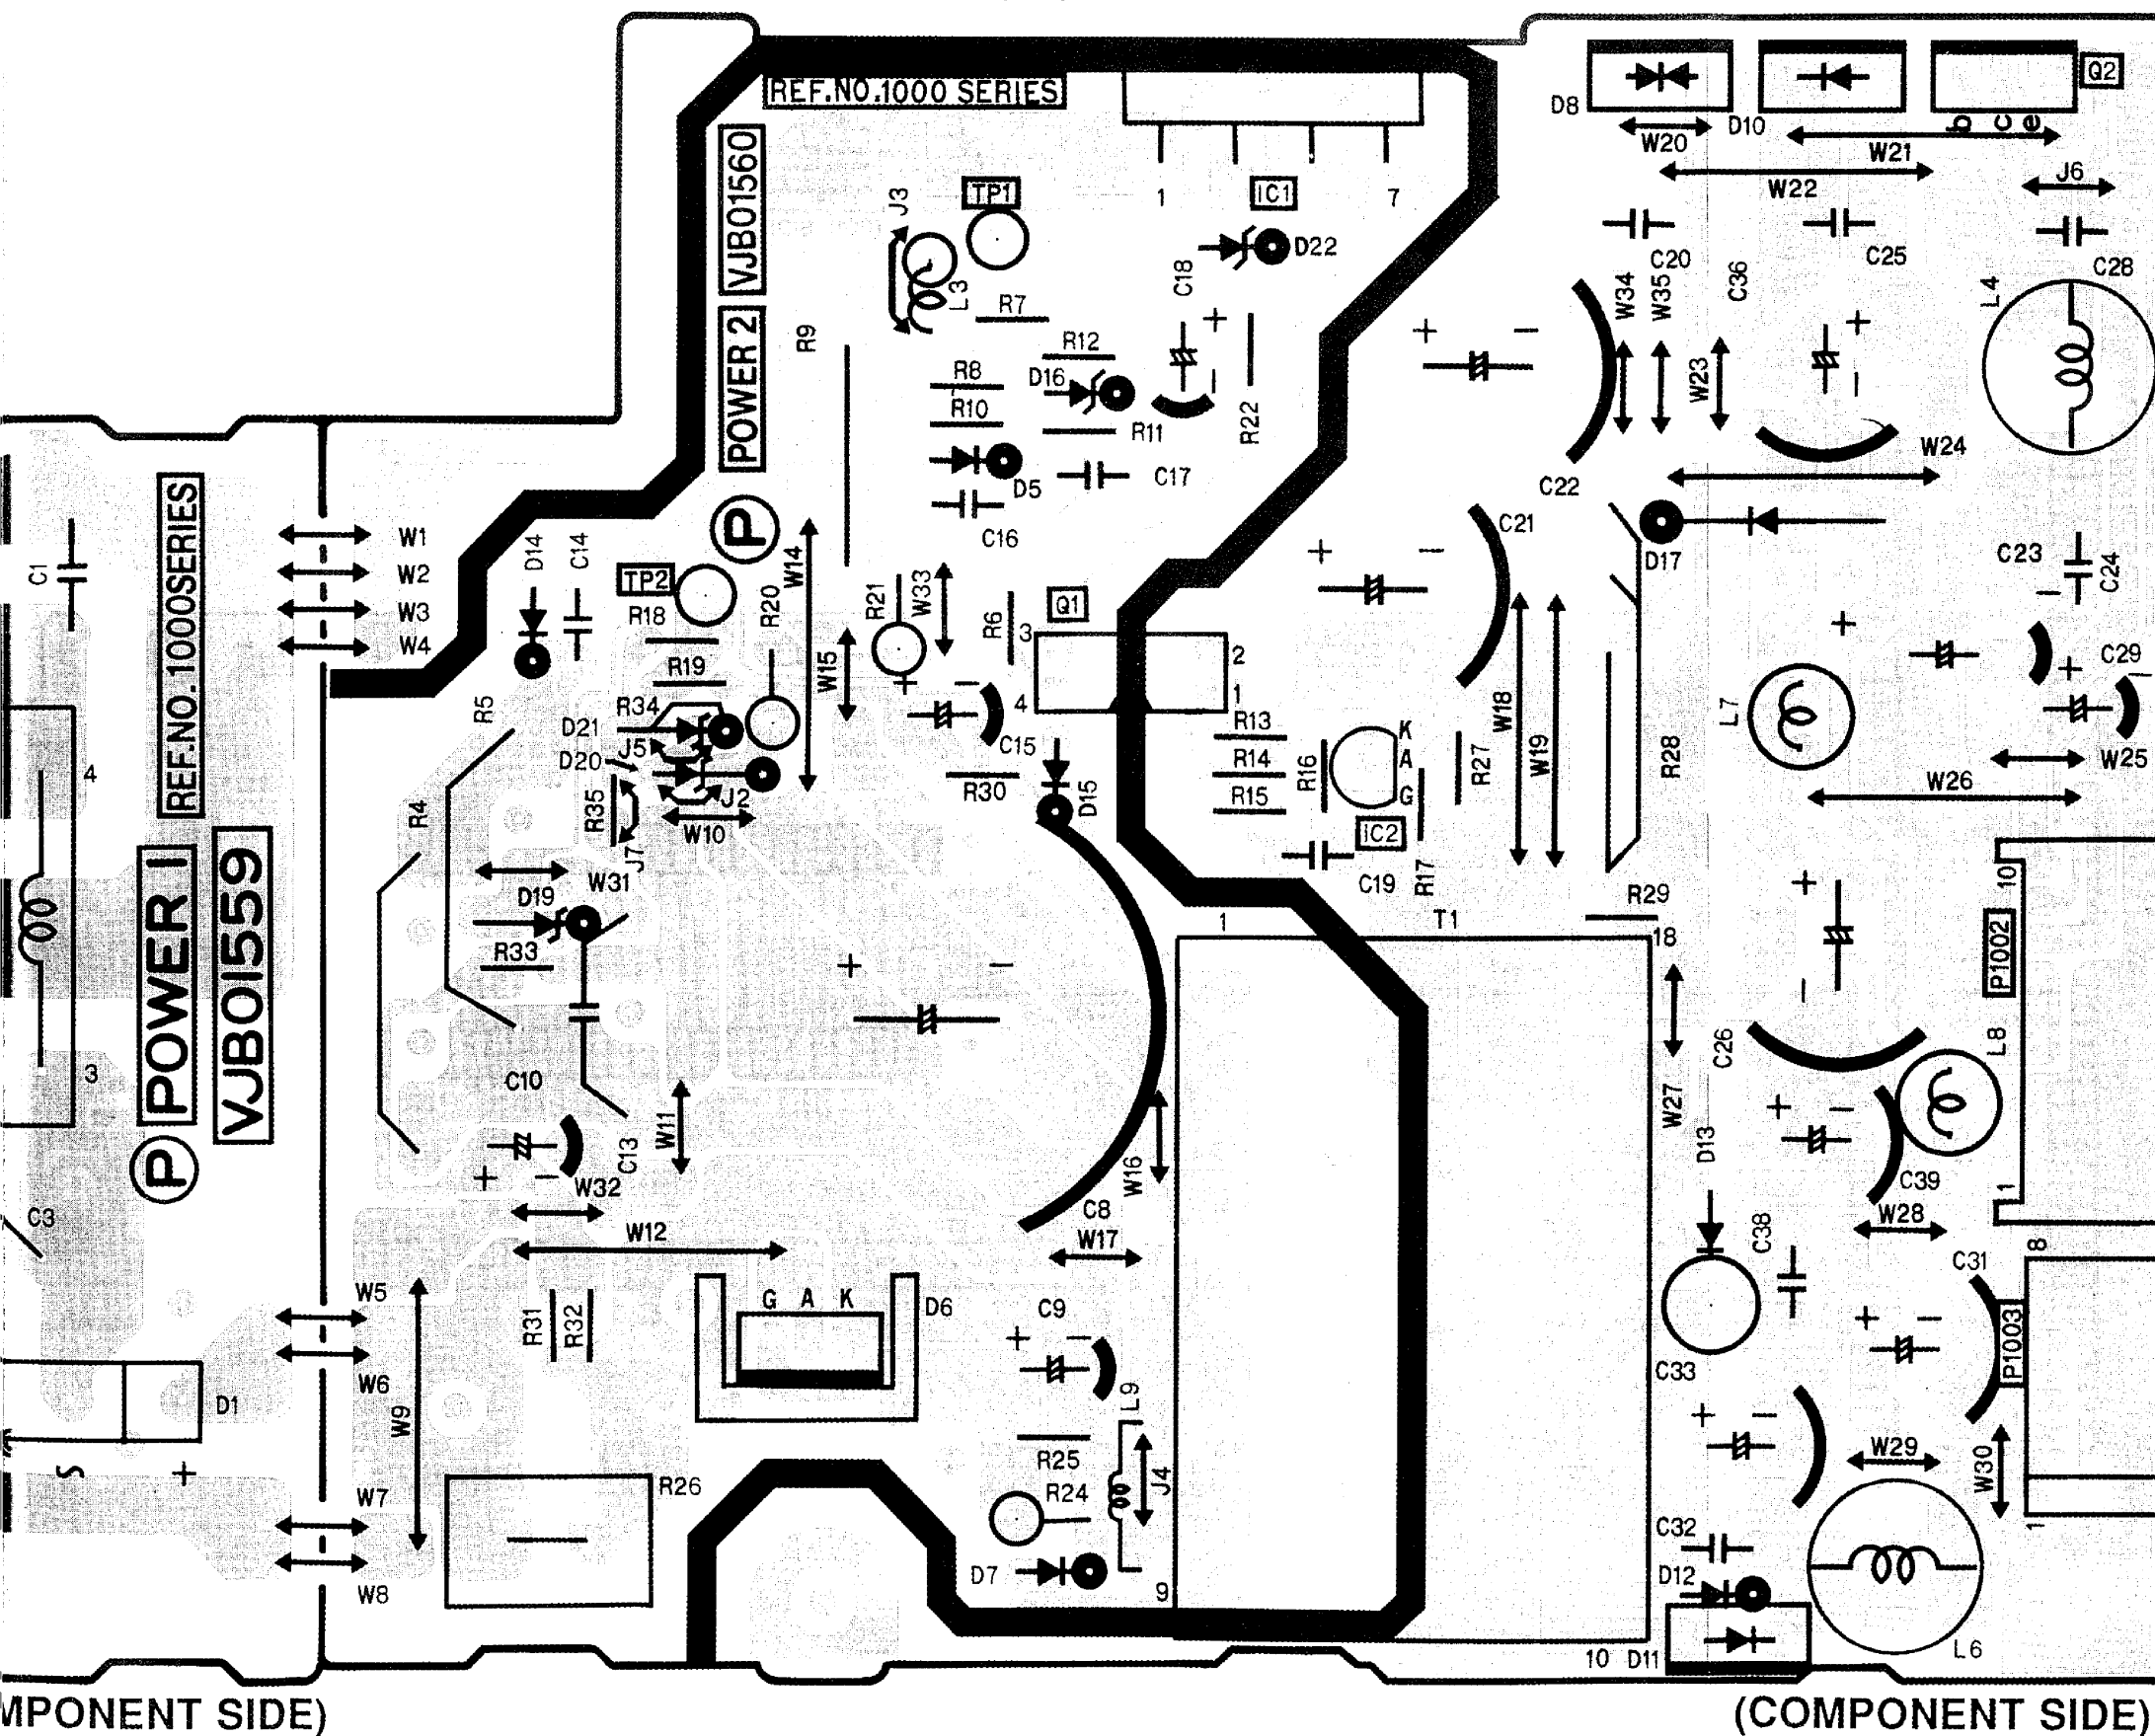 REF.NO.1000 SERIES
Q2
D8
D10
b c e
W20
W21
VJB01560
J3
TP1
1
IC1
7
W22
J6
D22
C20
C25
C28
L3
C18
W34
W35
C36
L4
R7
+
+ −
+
POWER 2
R9
R12
R8
D16
−
W23
−
R10
R11
R22
W24
D5
C17
C22
REF.NO.1000SERIES
P
C16
C21
W1
D14
C14
W14
+ −
D17
C23
C24
C1
W2
TP2
R20
R21
W33
−
W3
R18
R6
Q1
3
+
W4
R19
W15
2
C29
+
+ −
4
1
W18
L7
−
R5
R34
D21
R13
K
J5
C15
R14
A
R27
W19
R28
W25
D20
R16
4
R30
D15
R15
G
W26
R4
R35
J2
W10
IC2
J7
C19
R17
W31
+
10
D19
R29
POWER 1
VJB01559
1
T1
18
P1002
R33
+ −
−
C26
L8
3
C10
W27
+ −
W11
D13
P
C13
W16
+ −
W32
C39
1
C3
C8
W28
W12
W17
C38
8
C31
W5
G A K
D6
C9
R31
R32
+ −
+ −
P1003
W6
C33
D1
L9
W9
+ −
W29
W30
S +
R25
W7
R26
R24
J4
C32
1
D7
D12
W8
9
10
D11
L6
MPONENT SIDE)
(COMPONENT SIDE)